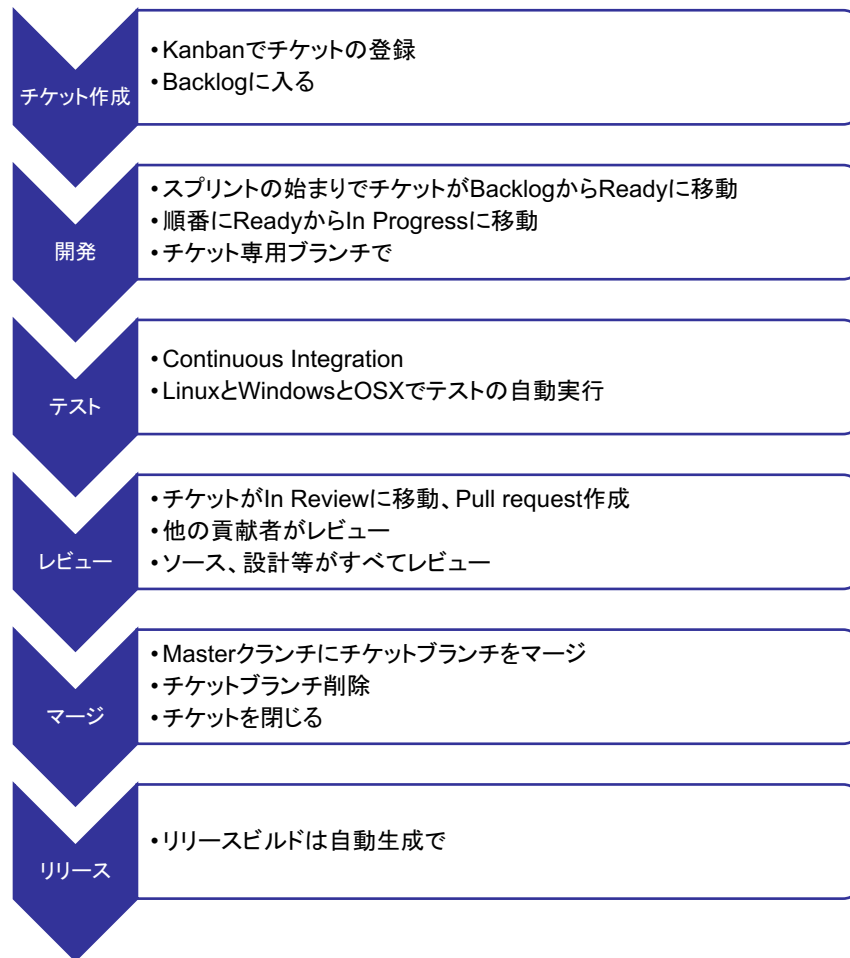 チケット作成
•Kanbanでチケットの登録
•Backlogに入る
開発
•スプリントの始まりでチケットがBacklogからReadyに移動
•順番にReadyからIn Progressに移動
•チケット専用ブランチで
テスト
•Continuous Integration
•LinuxとWindowsとOSXでテストの自動実行
レビュー
•チケットがIn Reviewに移動、Pull request作成
•他の貢献者がレビュー
•ソース、設計等がすべてレビュー
マージ
•Masterクランチにチケットブランチをマージ
•チケットブランチ削除
•チケットを閉じる
リリース
•リリースビルドは自動生成で